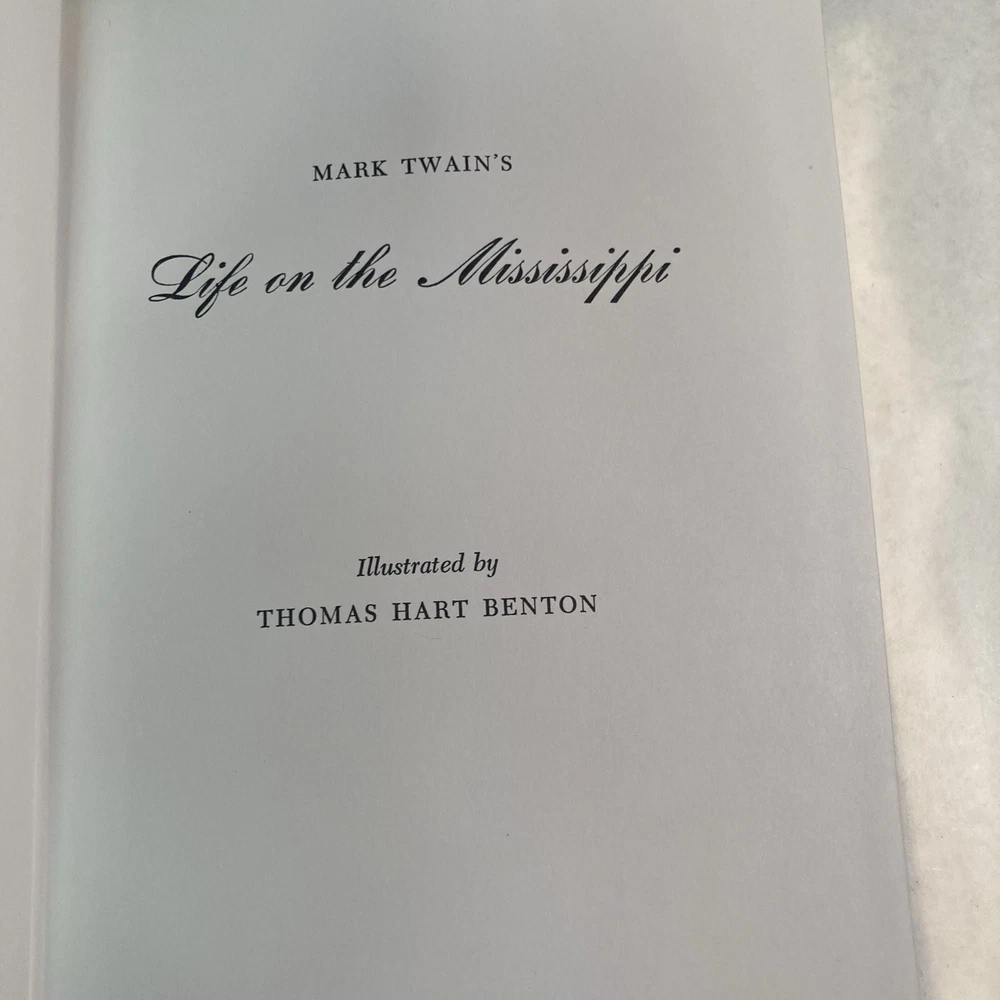 MARK TWAIN'S
Life on the Mississippi
Illustrated by
THOMAS HART BENTON